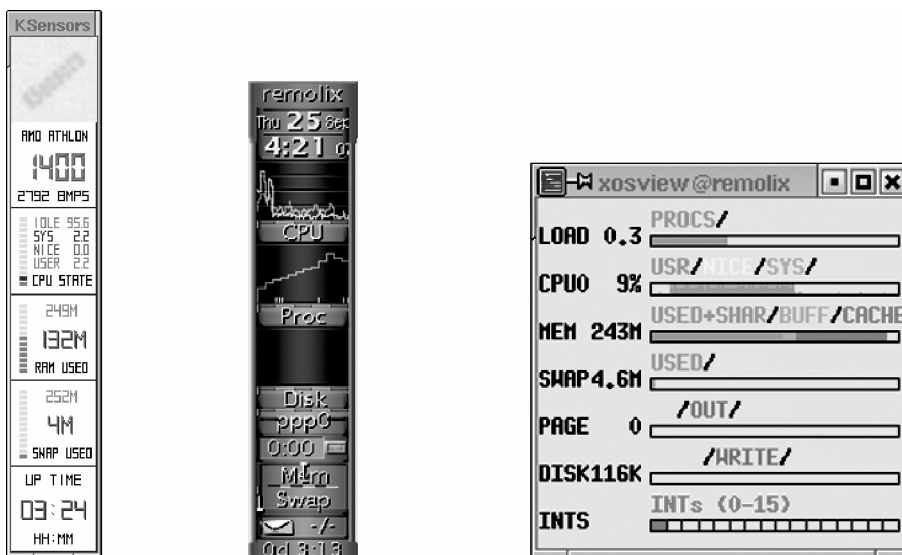 KSensors
AMD ATHLON
1400
2792 BMPS
IDLE 95.6
SYS 2.2
NICE 0.0
USER 2.2
CPU STATE
249M
132M
RAM USED
252M
4M
SWAP USED
UP TIME
03:24
HH:MM
remolix
Thu 25 Sep
4:21
CPU
Proc
Disk
ppp0
0:00
Mem
Swap
-/-
0d 3:13
xosview@remolix
PROCS/
LOAD 0.3
USR/NICE/SYS/
CPU0 9%
USED+SHAR/BUFF/CACHE
MEM 243M
USED/
SWAP4.6M
/OUT/
PAGE 0
/WRITE/
DISK116K
INTs (0-15)
INTS